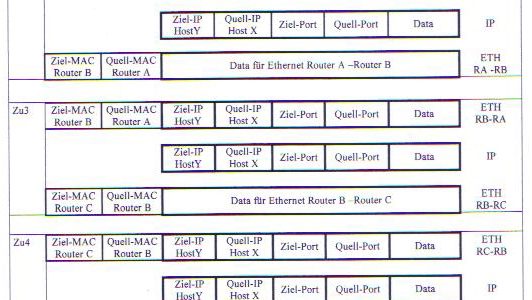 Ziel-IP Quell-IP Ziel-Port Quell-Port Data IP
HostY Host X
Ziel-MAC Quell-MAC Data für Ethernet Router A –Router B ETH
Router B Router A RA -RB
Zu3 Ziel-MAC Quell-MAC Ziel-IP Quell-IP Ziel-Port Quell-Port Data ETH
Router B Router A HostY Host X RB-RA
Ziel-IP Quell-IP Ziel-Port Quell-Port Data IP
HostY Host X
Ziel-MAC Quell-MAC Data für Ethernet Router B –Router C ETH
Router C Router B RB-RC
Zu4 Ziel-MAC Quell-MAC Ziel-IP Quell-IP Ziel-Port Quell-Port Data ETH
Router C Router B HostY Host X RC-RB
Ziel-IP Quell-IP Ziel-Port Quell-Port Data IP
HostY Host X